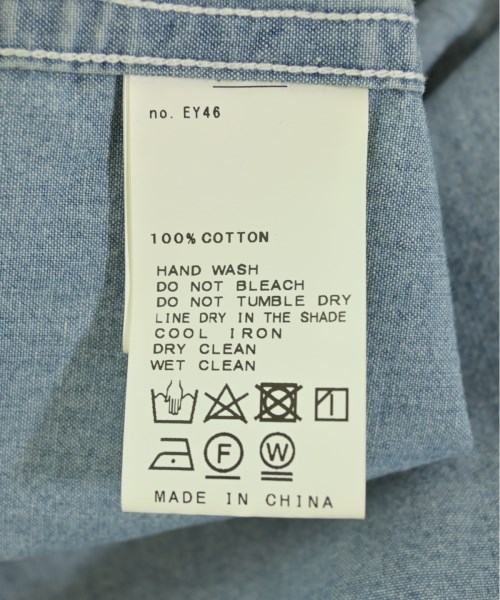 no. EY46
100% COTTON
HAND WASH
DO NOT BLEACH
DO NOT TUMBLE DRY
LINE DRY IN THE SHADE
COOL IRON
DRY CLEAN
WET CLEAN
F W
MADE IN CHINA